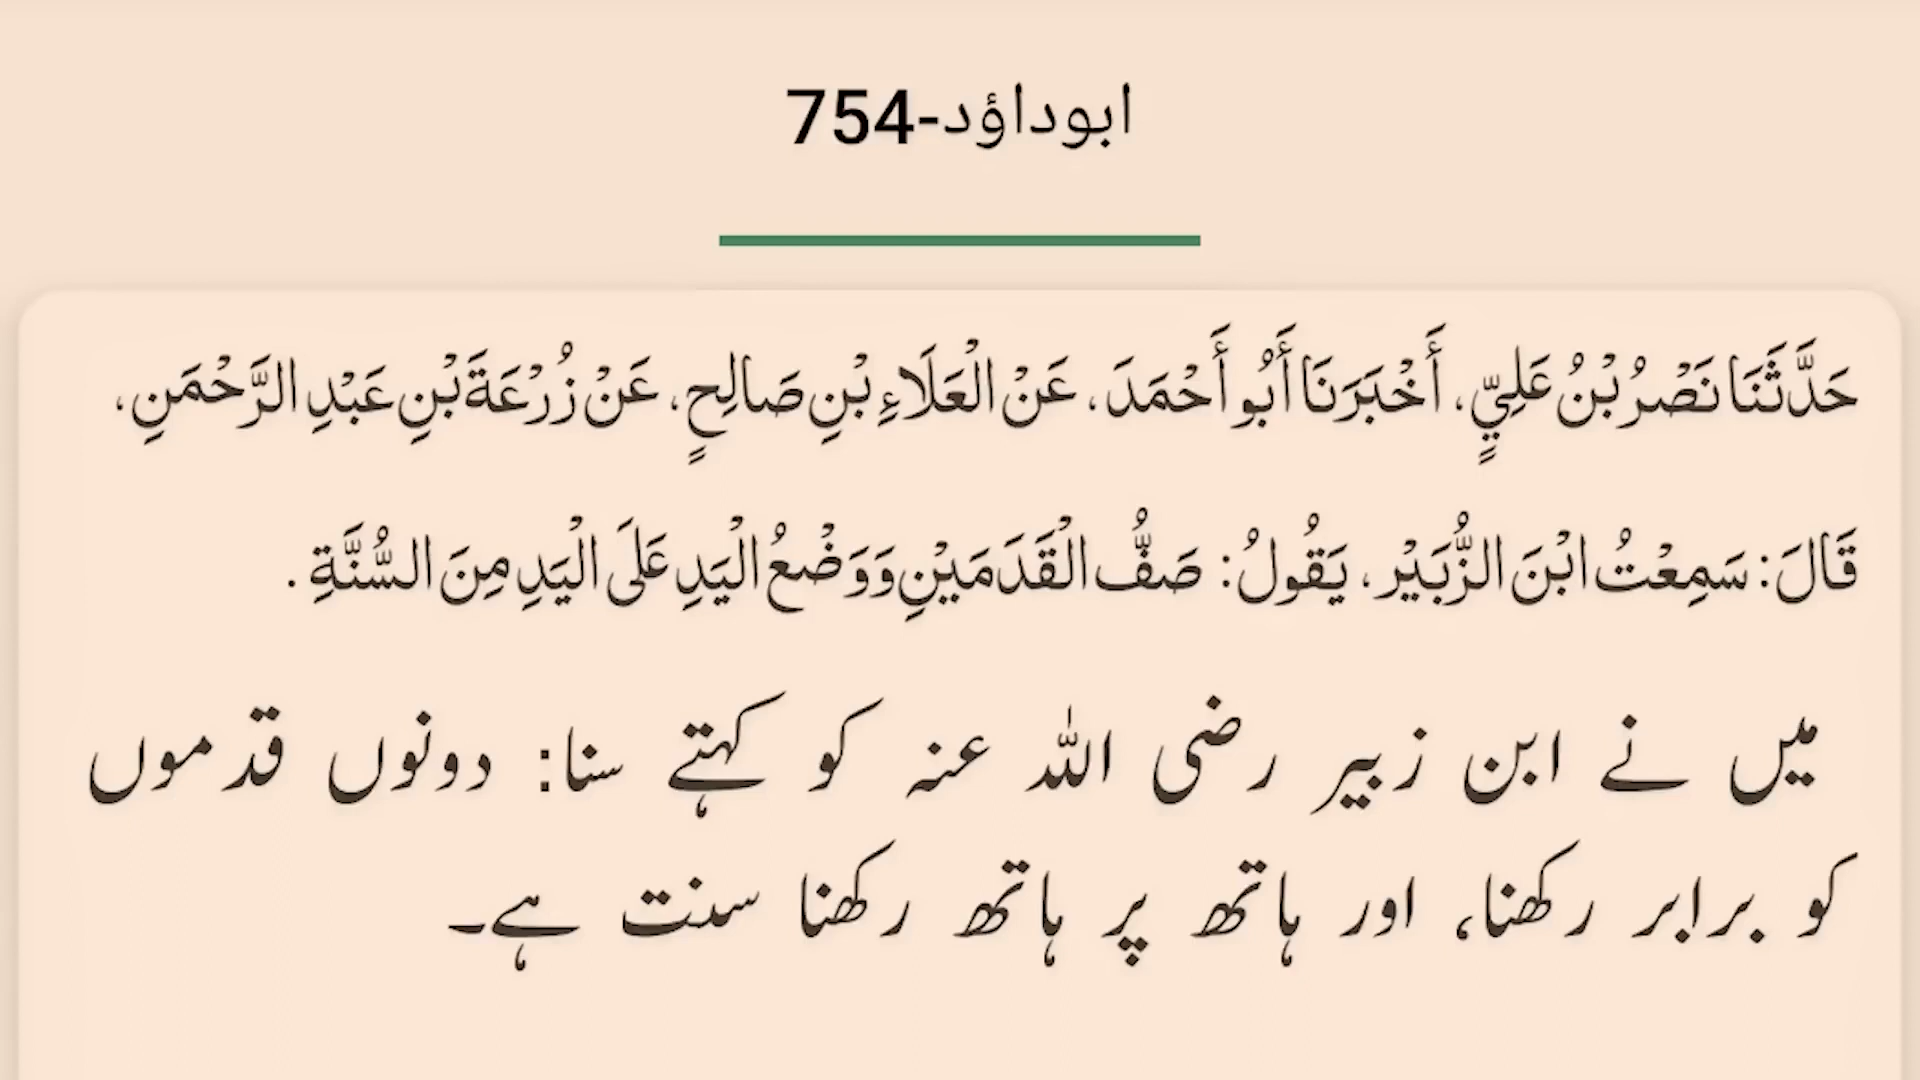 ابوداؤد-754
حَدَّثَنَا نَصْرُ بْنُ عَلِيٍّ، أَخْبَرَنَا أَبُو أَحْمَدَ، عَنْ الْعَلَاءِ بْنِ صَالِحٍ، عَنْ زُرْعَةَ بْنِ عَبْدِ الرَّحْمَنِ،
قَالَ: سَمِعْتُ ابْنَ الزُّبَيْرِ، يَقُولُ: صَفُّ الْقَدَمَيْنِ وَوَضْعُ الْيَدِ عَلَى الْيَدِ مِنَ السُّنَّةِ .
میں نے ابن زبیر رضی اللہ عنہ کو کہتے سنا: دونوں قدموں
کو برابر رکھنا، اور ہاتھ پر ہاتھ رکھنا سنت ہے۔